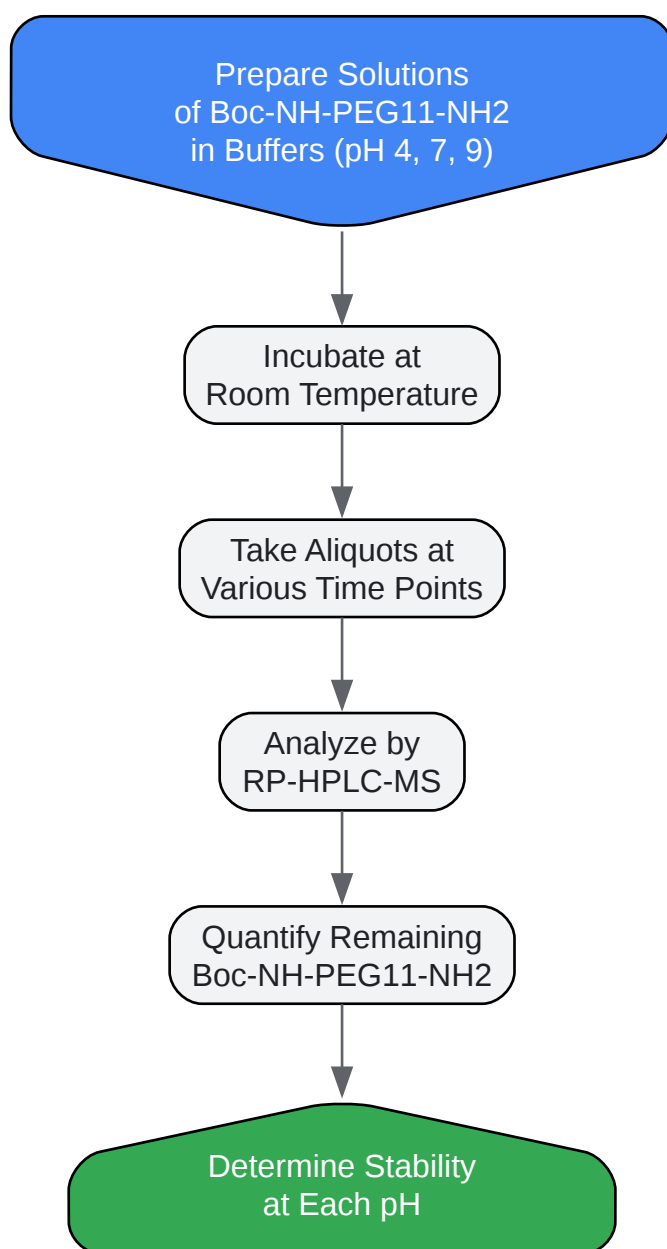 Prepare Solutions
of Boc-NH-PEG11-NH2
in Buffers (pH 4, 7, 9)
Incubate at
Room Temperature
Take Aliquots at
Various Time Points
Analyze by
RP-HPLC-MS
Quantify Remaining
Boc-NH-PEG11-NH2
Determine Stability
at Each pH